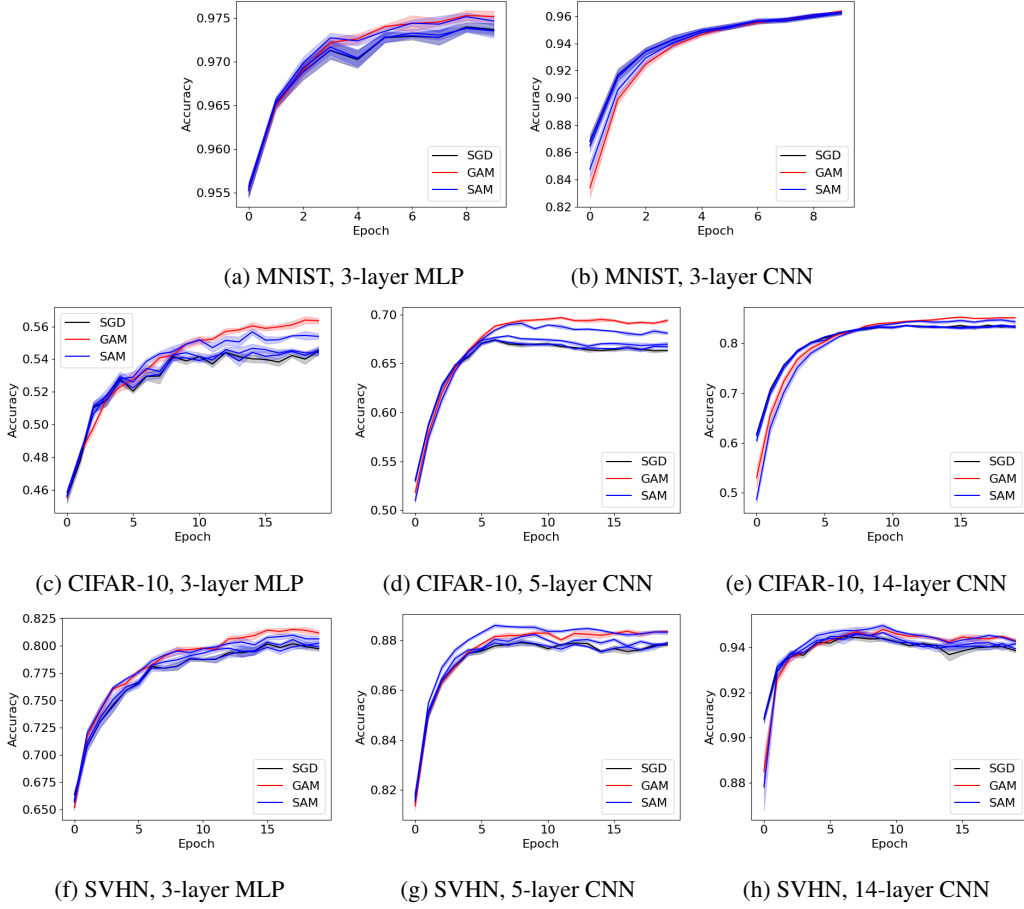 0.975
0.970
0.965
0.960
0.955
Accuracy
0 2 4 6 8
Epoch
SGD
GAM
SAM
0.96
0.94
0.92
0.90
0.88
0.86
0.84
0.82
Accuracy
0 2 4 6 8
Epoch
SGD
GAM
SAM
(a) MNIST, 3-layer MLP
(b) MNIST, 3-layer CNN
0.56
0.54
0.52
0.50
0.48
0.46
Accuracy
0 5 10 15
Epoch
SGD
GAM
SAM
0.70
0.65
0.60
0.55
0.50
Accuracy
0 5 10 15
Epoch
SGD
GAM
SAM
0.8
0.7
0.6
0.5
Accuracy
0 5 10 15
Epoch
SGD
GAM
SAM
(c) CIFAR-10, 3-layer MLP
(d) CIFAR-10, 5-layer CNN
(e) CIFAR-10, 14-layer CNN
0.825
0.800
0.775
0.750
0.725
0.700
0.675
0.650
Accuracy
0 5 10 15
Epoch
SGD
GAM
SAM
0.88
0.86
0.84
0.82
Accuracy
0 5 10 15
Epoch
SGD
GAM
SAM
0.94
0.92
0.90
0.88
Accuracy
0 5 10 15
Epoch
SGD
GAM
SAM
(f) SVHN, 3-layer MLP
(g) SVHN, 5-layer CNN
(h) SVHN, 14-layer CNN